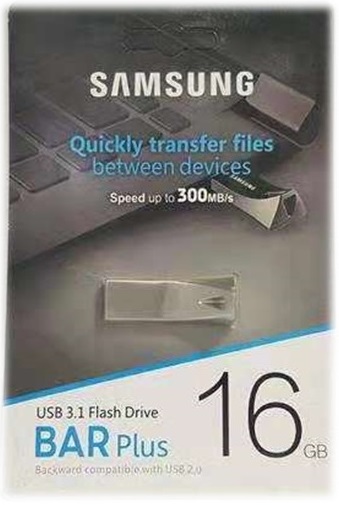 SAMSUNG
Quickly transfer files
between devices
Speed up to 300MB/s
SAMSUNG
USB 3.1 Flash Drive
BAR Plus
16 GB
Backward compatible with USB 2.0